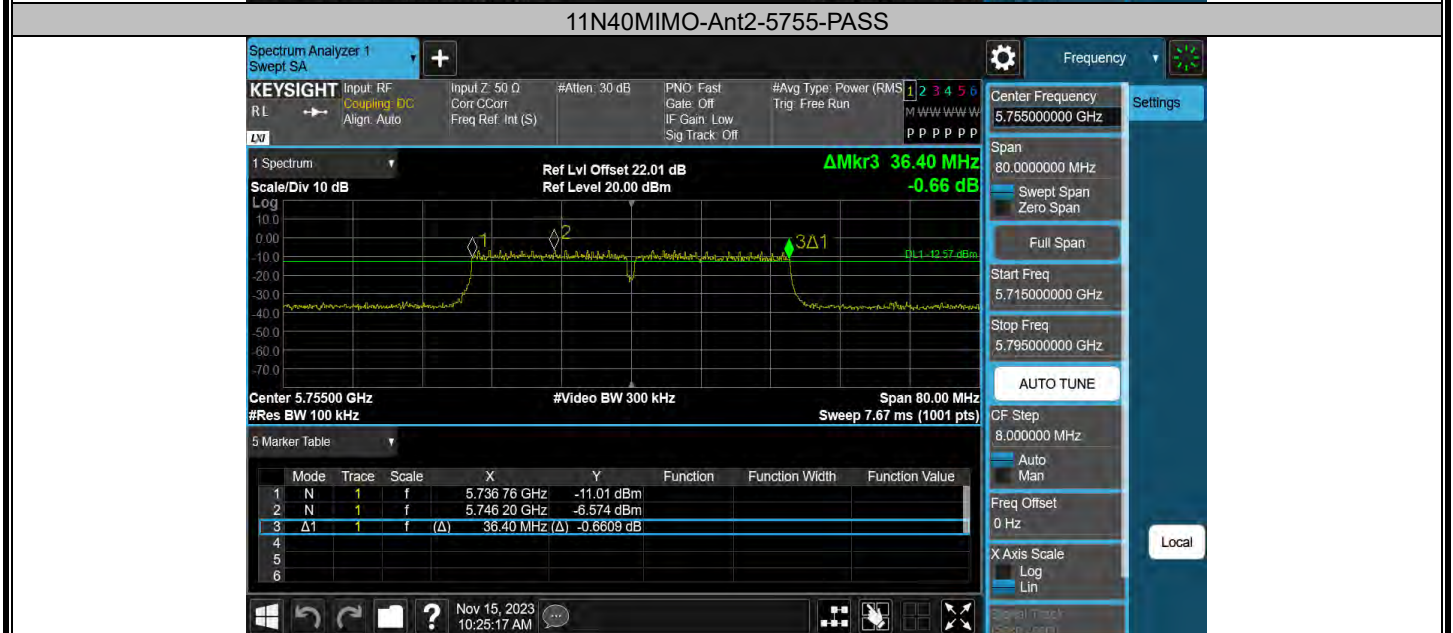 11N40MIMO-Ant2-5755-PASS
Spectrum Analyzer 1
Swept SA
+
Frequency
KEYSIGHT
RL
LXI
Input: RF
Coupling: DC
Align: Auto
Input Z: 50 Ω
Corr CCorr
Freq Ref: Int (S)
#Atten: 30 dB
PNO: Fast
Gate: Off
IF Gain: Low
Sig Track: Off
#Avg Type: Power (RMS
Trig: Free Run
1 2 3 4 5 6
M W W W W W
P P P P P P
Center Frequency
5.755000000 GHz
Settings
1 Spectrum
Scale/Div 10 dB
Ref Lvl Offset 22.01 dB
Ref Level 20.00 dBm
ΔMkr3 36.40 MHz
-0.66 dB
Log
10.0
0.00
-10.0
-20.0
-30.0
-40.0
-50.0
-60.0
-70.0
1
2
3Δ1
DL1 -12.57 dBm
Center 5.75500 GHz
#Res BW 100 kHz
#Video BW 300 kHz
Span 80.00 MHz
Sweep 7.67 ms (1001 pts)
Span
80.0000000 MHz
Swept Span
Zero Span
Full Span
Start Freq
5.715000000 GHz
Stop Freq
5.795000000 GHz
AUTO TUNE
CF Step
8.000000 MHz
Auto
Man
Freq Offset
0 Hz
X Axis Scale
Log
Lin
Signal Track
Local
5 Marker Table
Mode Trace Scale X Y Function Function Width Function Value
1 N 1 f 5.736 76 GHz -11.01 dBm
2 N 1 f 5.746 20 GHz -6.574 dBm
3 Δ1 1 f (Δ) 36.40 MHz (Δ) -0.6609 dB
4
5
6
?
Nov 15, 2023
10:25:17 AM